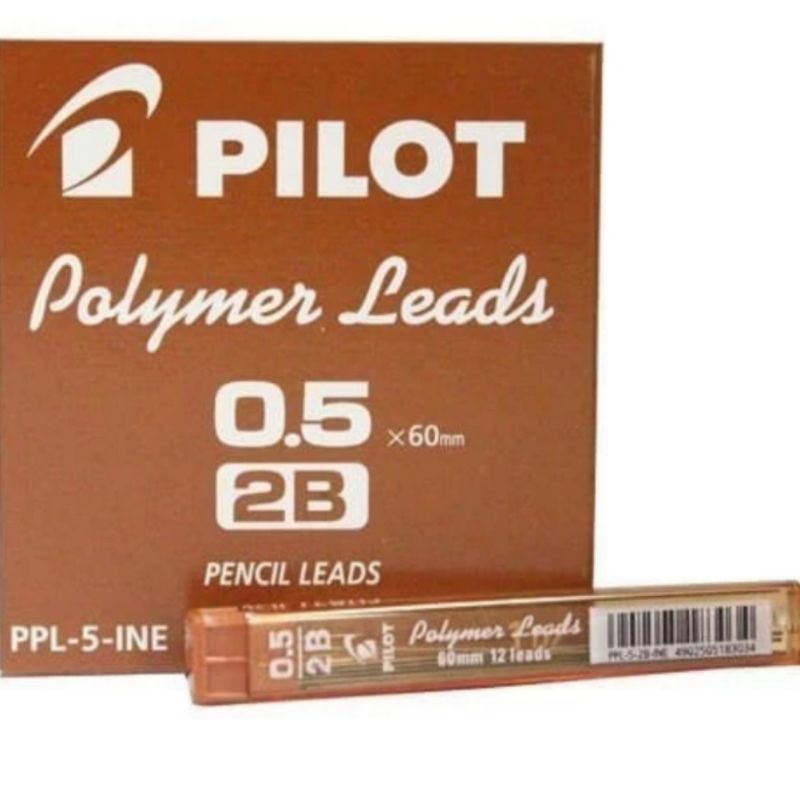 PILOT
Polymer Leads
0.5 ×60mm
2B
PENCIL LEADS
PPL-5-INE
0.5
2B
PILOT
Polymer Leads
60mm 12 leads
PPL-5-2B-INE 4902505183034